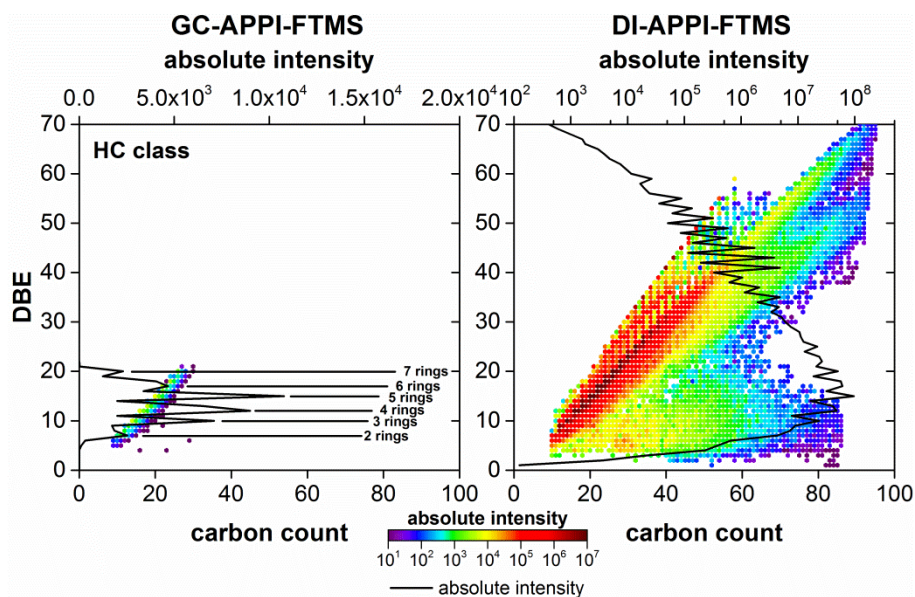 GC-APPI-FTMS
absolute intensity
0.0 5.0x10³ 1.0x10⁴ 1.5x10⁴ 2.0x10⁴
DI-APPI-FTMS
absolute intensity
10² 10³ 10⁴ 10⁵ 10⁶ 10⁷ 10⁸
HC class
DBE
70
60
50
40
30
20
10
0
7 rings
6 rings
5 rings
4 rings
3 rings
2 rings
0 20 40 60 80 100
carbon count
70
60
50
40
30
20
10
0
20 40 60 80 100
carbon count
absolute intensity
10¹ 10² 10³ 10⁴ 10⁵ 10⁶ 10⁷
absolute intensity